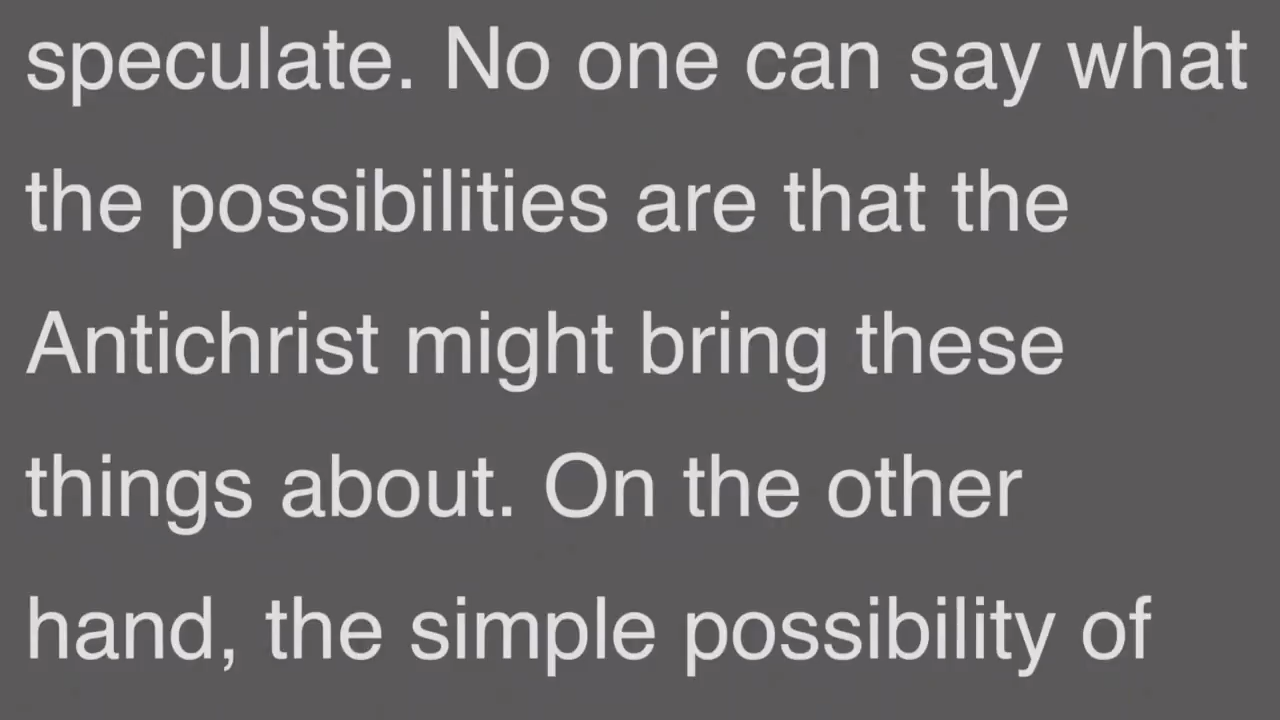 speculate. No one can say what
the possibilities are that the
Antichrist might bring these
things about. On the other
hand, the simple possibility of